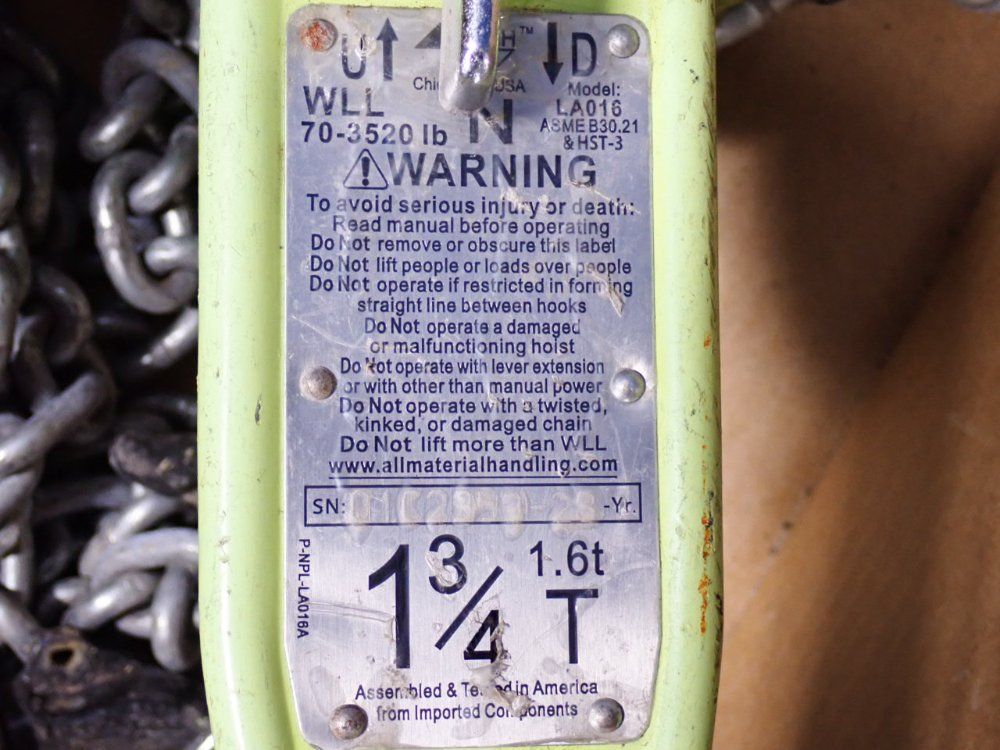 U D
USA
WLL
70-3520 lb
N
Model:
LA016
ASME B30.21
& HST-3
WARNING
To avoid serious injury or death:
Read manual before operating
Do Not remove or obscure this label
Do Not lift people or loads over people
Do Not operate if restricted in forming
straight line between hooks
Do Not operate a damaged
or malfunctioning hoist
Do Not operate with lever extension
or with other than manual power
Do Not operate with a twisted,
kinked, or damaged chain
Do Not lift more than WLL
www.allmaterialhandling.com
SN: -Yr.
P-NPL-LA016A
1 3/4 T
1.6t
Assembled & Tested in America
from Imported Components